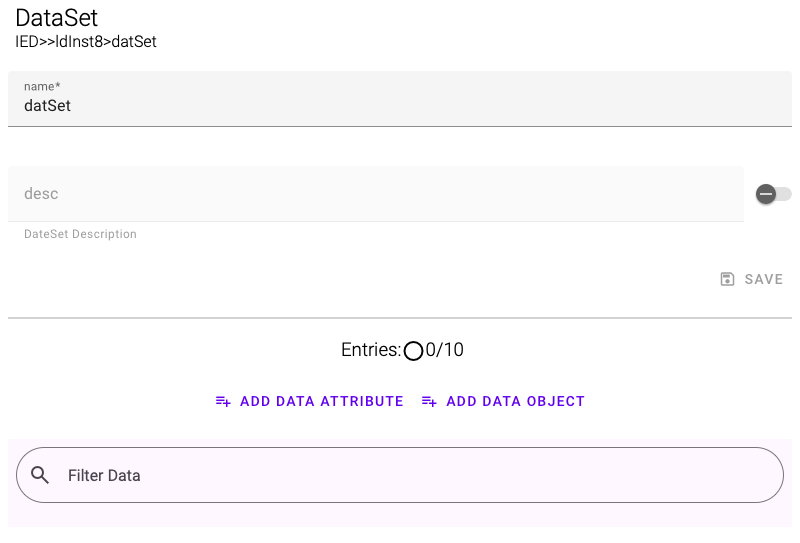 DataSet
IED>>ldInst8>datSet
name*
datSet
desc
DateSet Description
SAVE
Entries: 0/10
ADD DATA ATTRIBUTE ADD DATA OBJECT
Filter Data